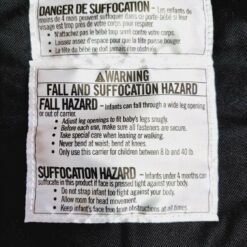 DANGER DE SUFFOCATION - Les enfants de
moins de 4 mois peuvent suffoquer dans ce porte-bébé si leur
visage est trop près de votre corps.
• N'attachez pas le bébé trop serré contre votre corps.
• Laissez assez d'espace pour que la tête puisse bouger.
• La tête du bébé ne doit
WARNING
FALL AND SUFFOCATION HAZARD
FALL HAZARD - Infants can fall through a wide leg opening
or out of carrier.
• Adjust leg openings to fit baby's legs snugly.
• Before each use, make sure all fasteners are secure.
• Take special care when leaning or walking.
• Never bend at waist; bend at knees.
• Only use this carrier for children between 8 lb and 40 lb.
SUFFOCATION HAZARD - Infants under 4 months can
suffocate in this product if face is pressed tight against your body.
• Do not strap infant too tight against your body.
• Allow room for head movement.
• Keep infant's face free from obstructions at all times.